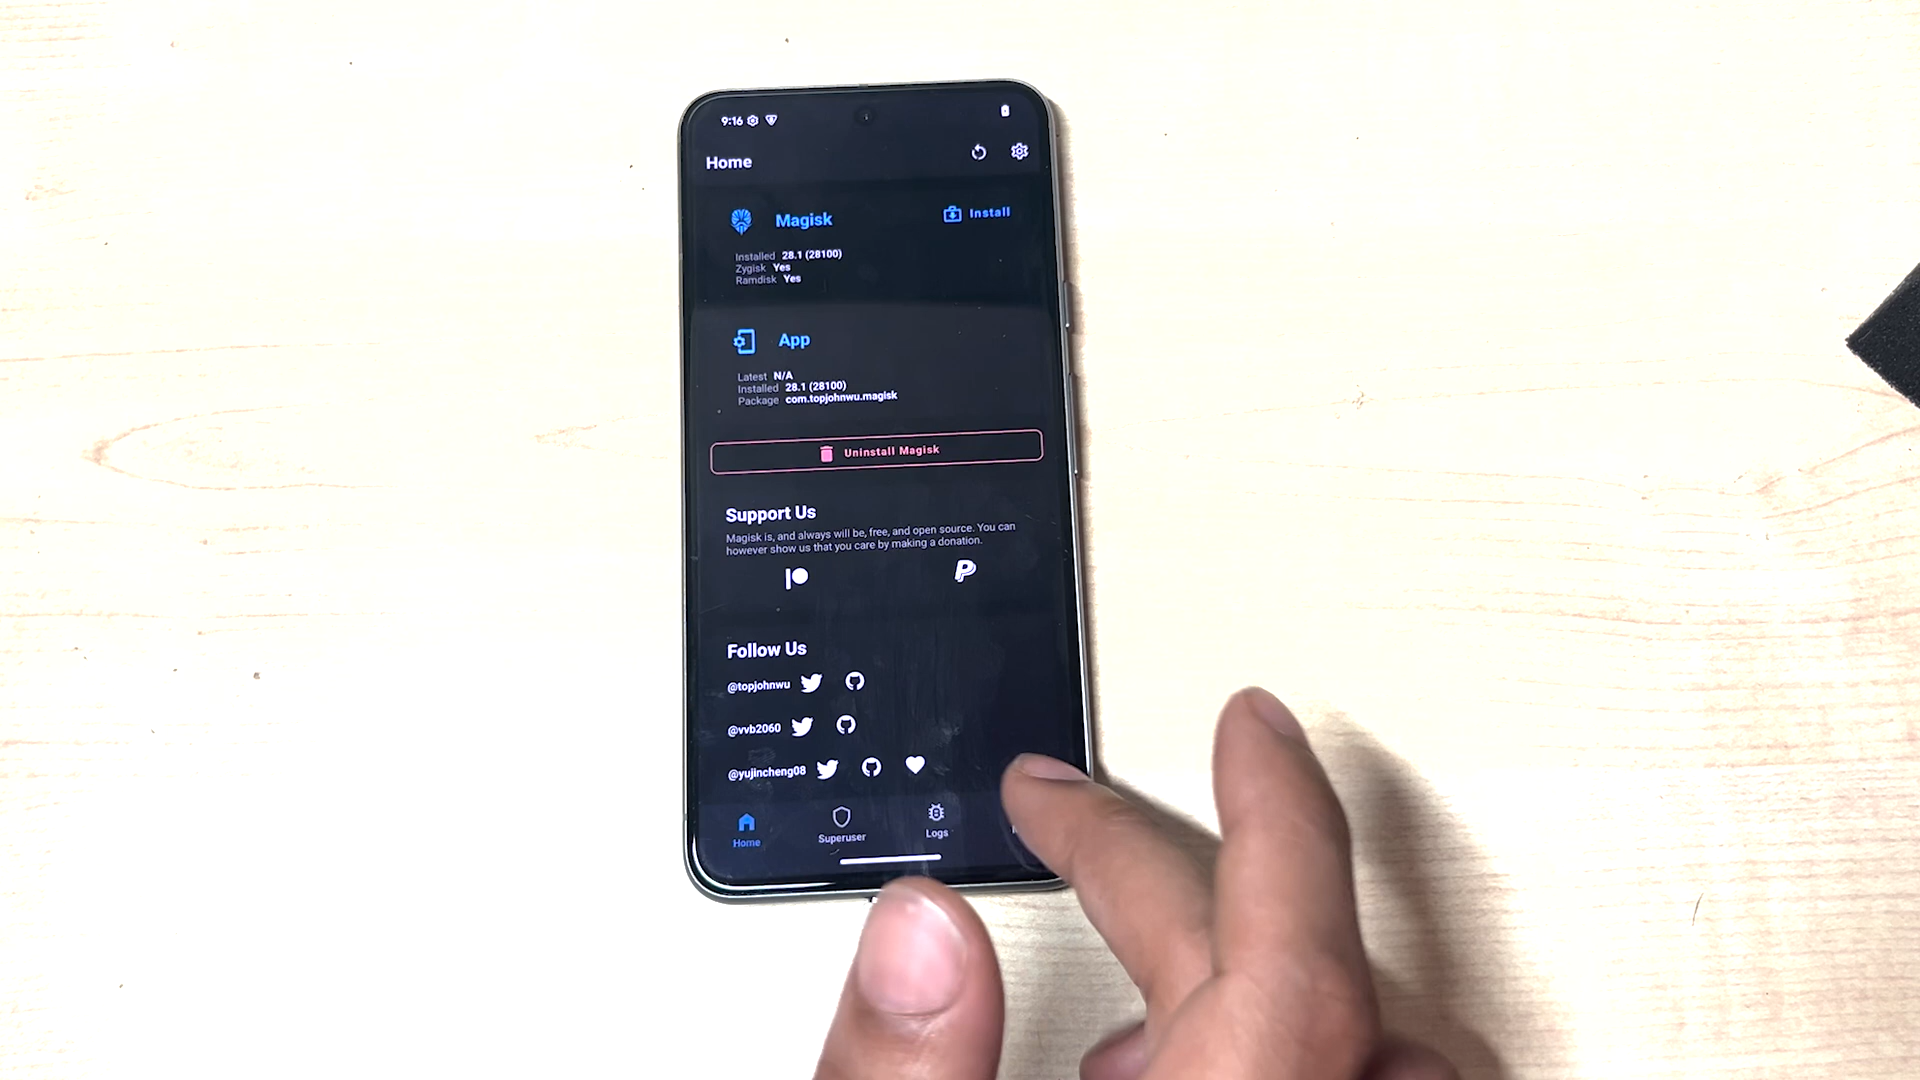 9:16
Home
Magisk
Install
Installed 28.1 (28100)
Zygisk Yes
Ramdisk Yes
App
Latest N/A
Installed 28.1 (28100)
Package com.topjohnwu.magisk
Uninstall Magisk
Support Us
Magisk is, and always will be, free, and open source. You can
however show us that you care by making a donation.
Follow Us
@topjohnwu
@vvb2060
@yujincheng08
Home
Superuser
Logs